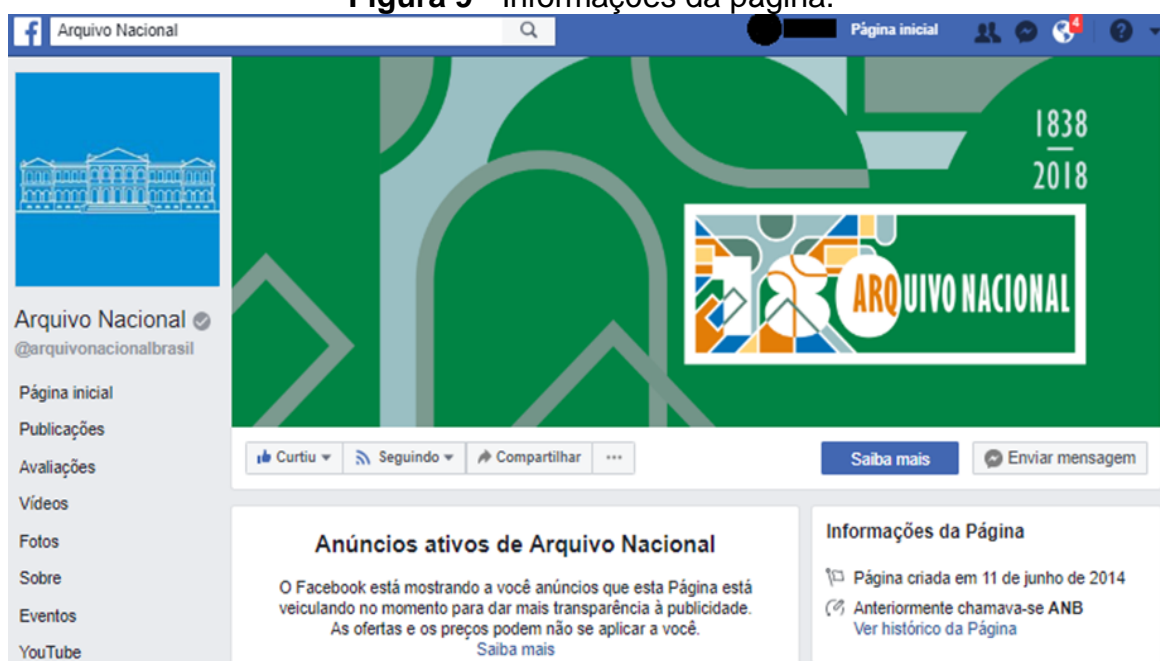 Figura 9 - Informações da página.
Arquivo Nacional
Página inicial
4
?
1838
2018
18
ARQUIVO NACIONAL
Arquivo Nacional
@arquivonacionalbrasil
Página inicial
Publicações
Avaliações
Vídeos
Fotos
Sobre
Eventos
YouTube
Curtiu
Seguindo
Compartilhar
...
Saiba mais
Enviar mensagem
Anúncios ativos de Arquivo Nacional
O Facebook está mostrando a você anúncios que esta Página está
veiculando no momento para dar mais transparência à publicidade.
As ofertas e os preços podem não se aplicar a você.
Saiba mais
Informações da Página
Página criada em 11 de junho de 2014
Anteriormente chamava-se ANB
Ver histórico da Página